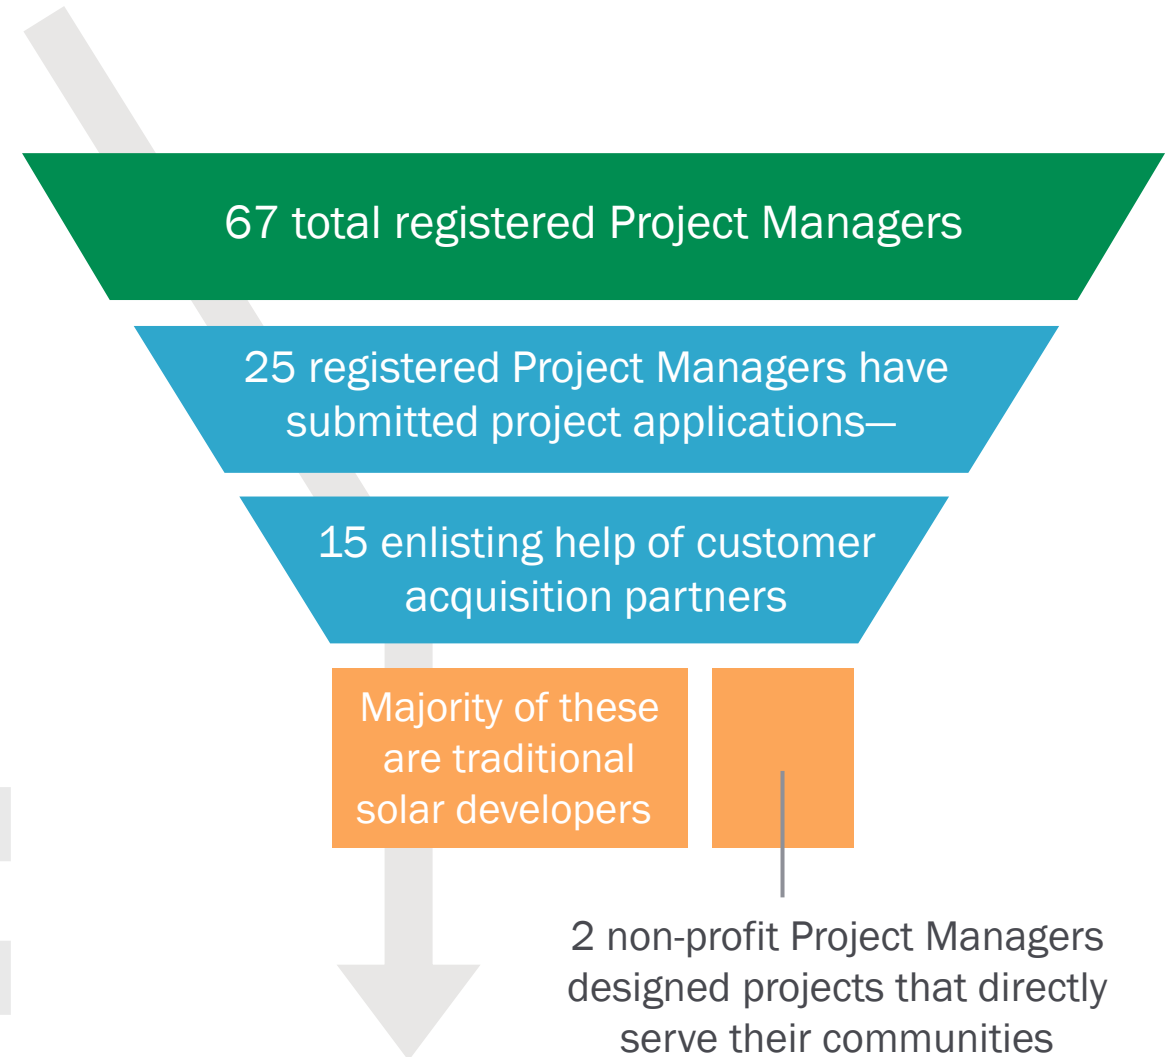 67 total registered Project Managers
25 registered Project Managers have
submitted project applications—
15 enlisting help of customer
acquisition partners
Majority of these
are traditional
solar developers
2 non-profit Project Managers
designed projects that directly
serve their communities